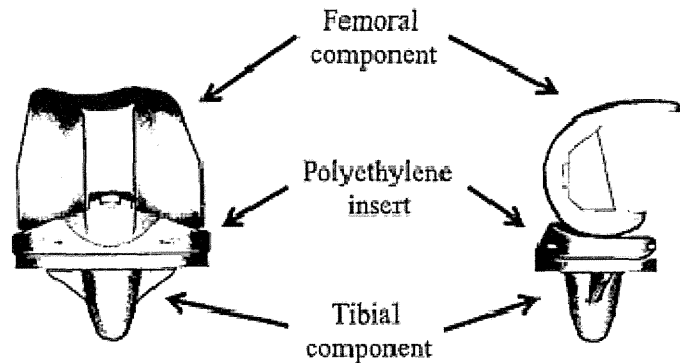 Femoral
component
Polyethylene
insert
Tibial
component